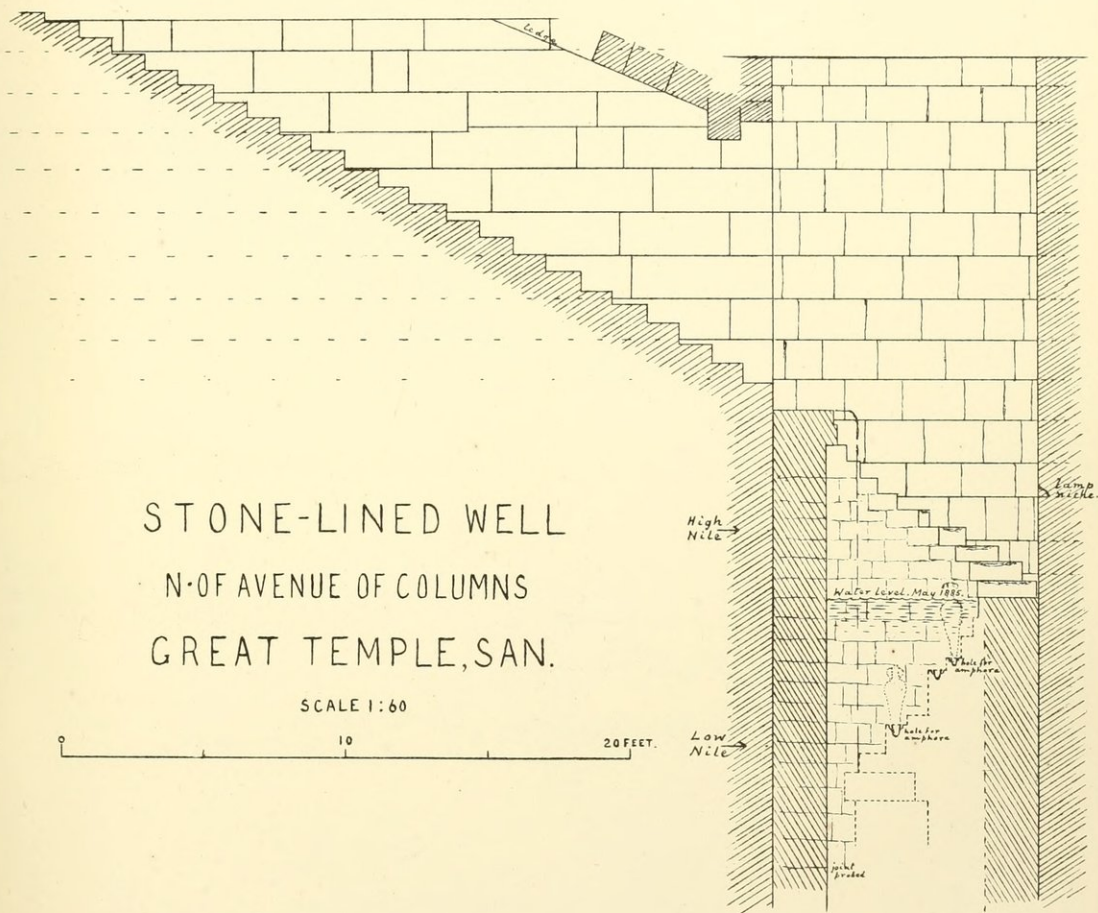 ledge
STONE-LINED WELL
N·OF AVENUE OF COLUMNS
GREAT TEMPLE, SAN.
SCALE 1:60
0 10 20 FEET.
High
Nile
Low
Nile
lamp
niche.
Water level, May 1885.
hole for
amphora
hole for
amphora
joint
probed